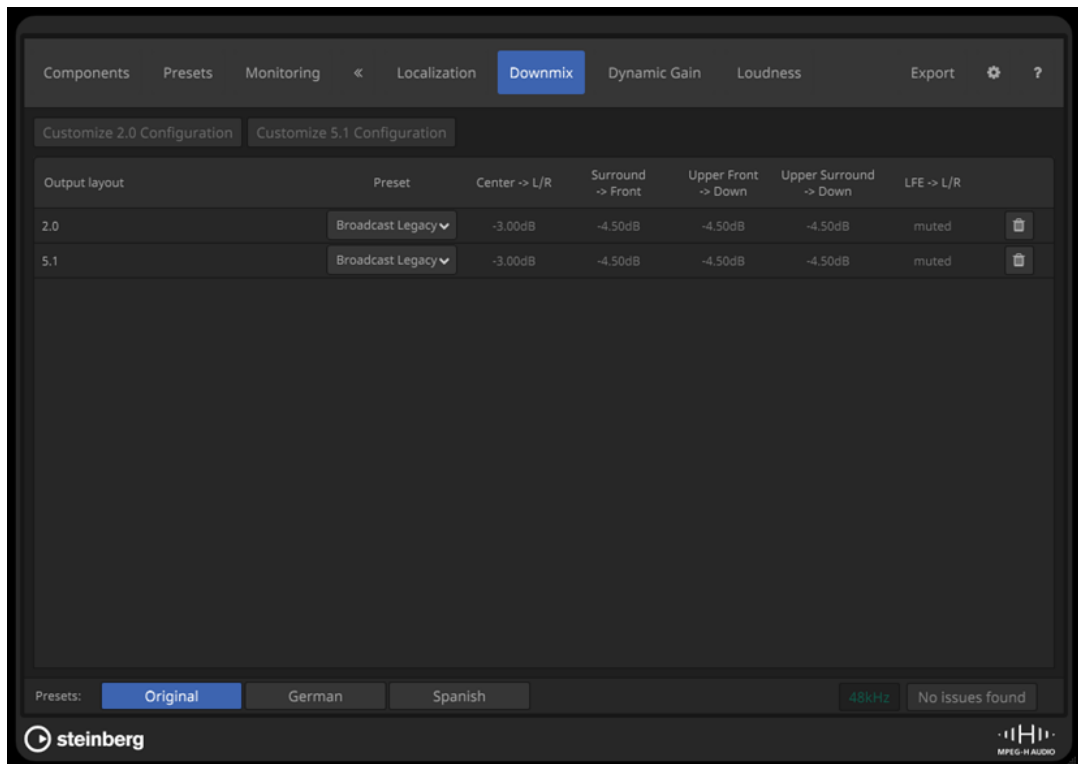 Components Presets Monitoring « Localization Downmix Dynamic Gain Loudness Export ?
Customize 2.0 Configuration Customize 5.1 Configuration
Output layout Preset Center -> L/R Surround -> Front Upper Front -> Down Upper Surround -> Down LFE -> L/R
2.0 Broadcast Legacy -3.00dB -4.50dB -4.50dB -4.50dB muted
5.1 Broadcast Legacy -3.00dB -4.50dB -4.50dB -4.50dB muted
Presets: Original German Spanish 48kHz No issues found
steinberg
MPEG-H AUDIO